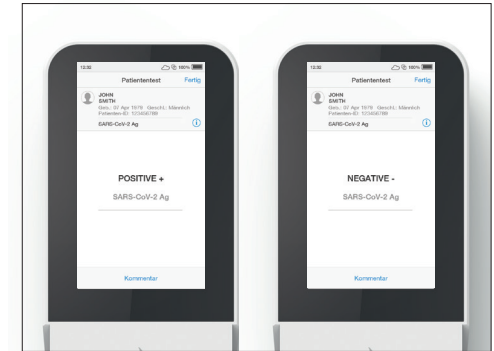 12:32
100%
Patiententest
Fertig
JOHN
SMITH
Geb.: 07 Apr 1976 Geschl.: Männlich
Patienten-ID: 123456789
SARS-CoV-2 Ag
POSITIVE +
SARS-CoV-2 Ag
Kommentar
12:32
100%
Patiententest
Fertig
JOHN
SMITH
Geb.: 07 Apr 1976 Geschl.: Männlich
Patienten-ID: 123456789
SARS-CoV-2 Ag
NEGATIVE -
SARS-CoV-2 Ag
Kommentar